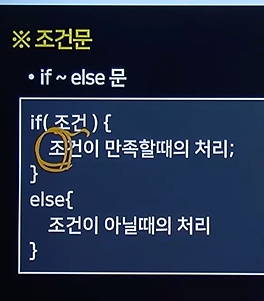 ※ 조건문
• if ~ else 문
if( 조건 ) {
조건이 만족할때의 처리;
}
else{
조건이 아닐때의 처리
}